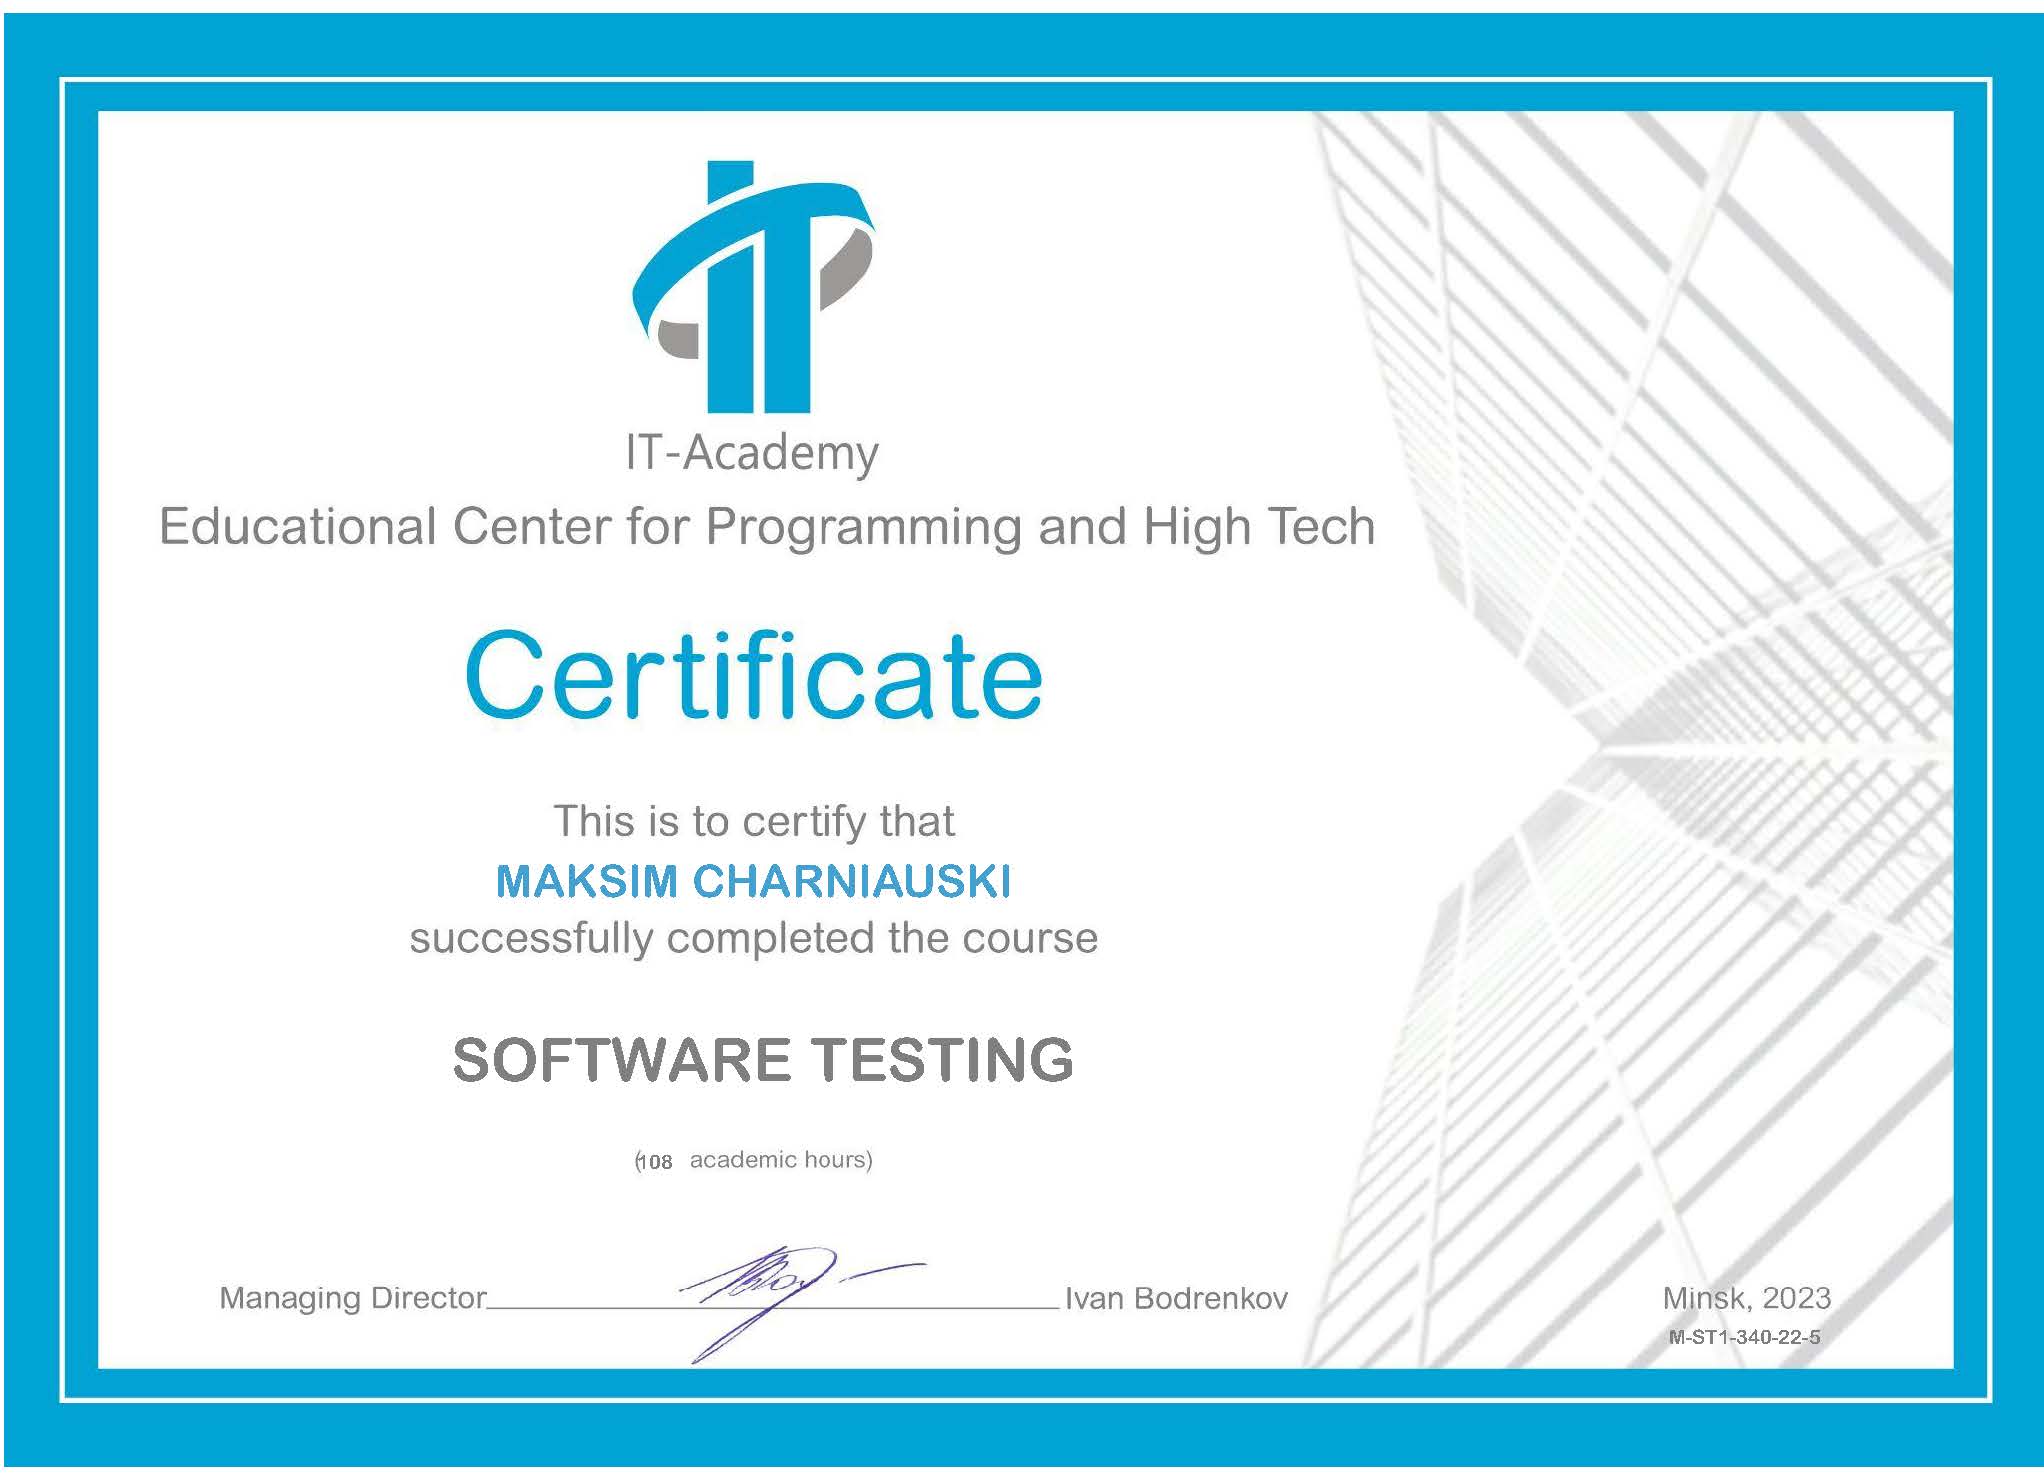 IT-Academy
Educational Center for Programming and High Tech
Certificate
This is to certify that
MAKSIM CHARNIAUSKI
successfully completed the course
SOFTWARE TESTING
(108 academic hours)
Managing Director Ivan Bodrenkov
Minsk, 2023
M-ST1-340-22-5